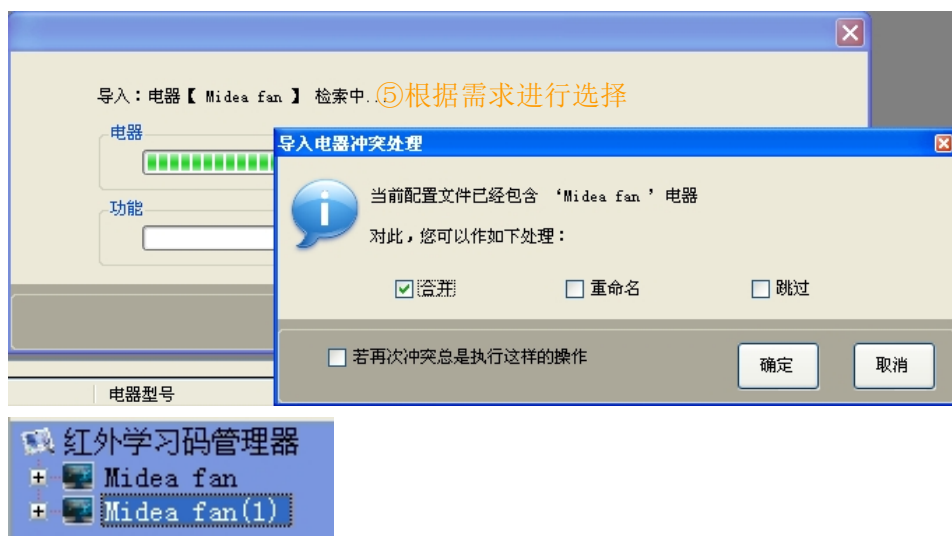 导入：电器【 Midea fan 】 检索中...⑤根据需求进行选择
电器
导入电器冲突处理
当前配置文件已经包含 ‘Midea fan ’电器
功能
对此，您可以作如下处理：
合并 重命名 跳过
若再次冲突总是执行这样的操作
确定 取消
电器型号
红外学习码管理器
Midea fan
Midea fan(1)